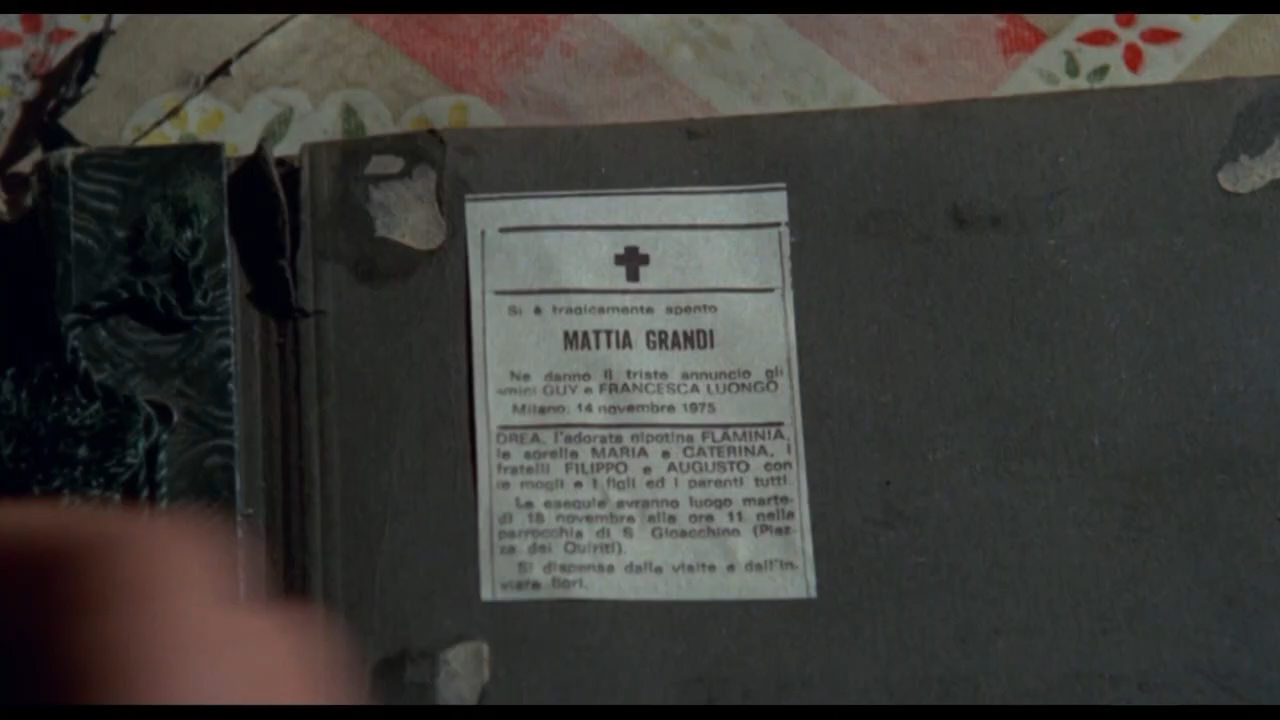 Si è tragicamente spento
MATTIA GRANDI
Ne danno il triste annuncio gli
amici GUY e FRANCESCA LUONGO
Milano, 14 novembre 1975
DREA, l'adorata nipotina FLAMINIA,
le sorelle MARIA e CATERINA, i
fratelli FILIPPO e AUGUSTO con
le mogli e i figli ed i parenti tutti.
Le esequie avranno luogo marte-
dì 18 novembre alle ore 11 nella
parrocchia di S. Gioacchino (Piaz-
za dei Quiriti).
Si dispensa dalle visite e dall'in-
viare fiori.